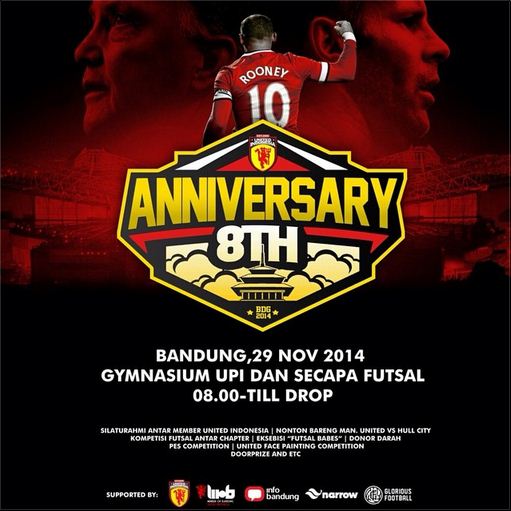 ROONEY
10
UNITED
INDONESIA
ANNIVERSARY
8TH
BDG
2014
BANDUNG,29 NOV 2014
GYMNASIUM UPI DAN SECAPA FUTSAL
08.00-TILL DROP
SILATURAHMI ANTAR MEMBER UNITED INDONESIA | NONTON BARENG MAN. UNITED VS HULL CITY
KOMPETISI FUTSAL ANTAR CHAPTER | EKSEBISI "FUTSAL BABES" | DONOR DARAH
PES COMPETITION | UNITED FACE PAINTING COMPETITION
DOORPRIZE AND ETC
SUPPORTED BY:
info
bandung
narrow
GLORIOUS
FOOTBALL